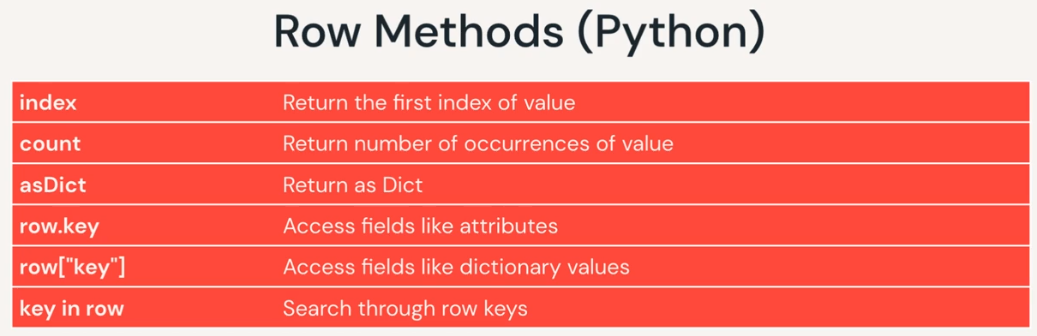 Row Methods (Python)
index Return the first index of value
count Return number of occurrences of value
asDict Return as Dict
row.key Access fields like attributes
row["key"] Access fields like dictionary values
key in row Search through row keys